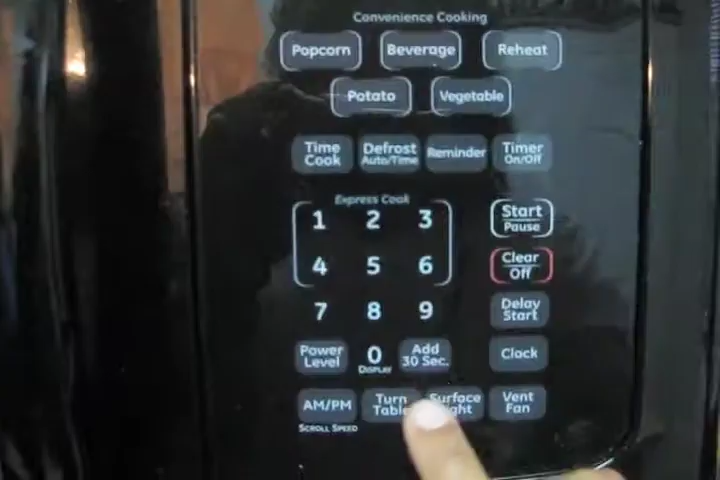 Convenience Cooking
Popcorn Beverage Reheat
Potato Vegetable
Time Cook Defrost Auto/Time Reminder Timer On/Off
Express Cook
1 2 3 Start Pause
4 5 6 Clear Off
7 8 9 Delay Start
Power Level 0 DISPLAY Add 30 Sec. Clock
AM/PM SCROLL SPEED Turn Table Surface Vent Fan